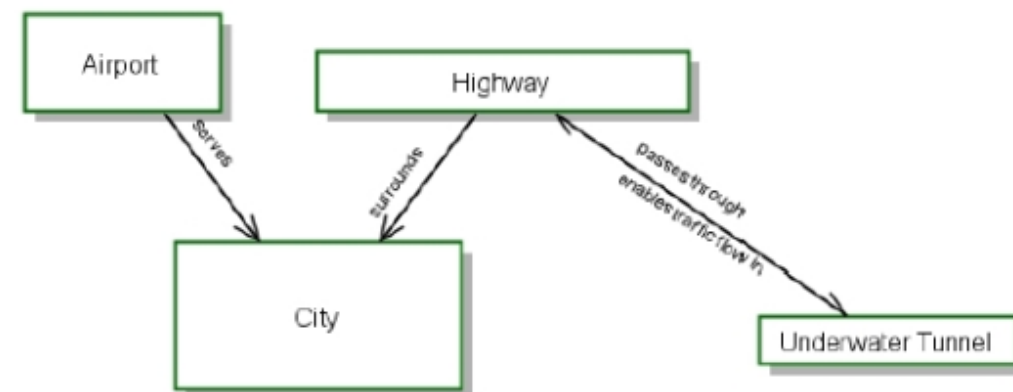 Airport
Highway
serves
surrounds
passes through
enables traffic flow in,
City
Underwater Tunnel